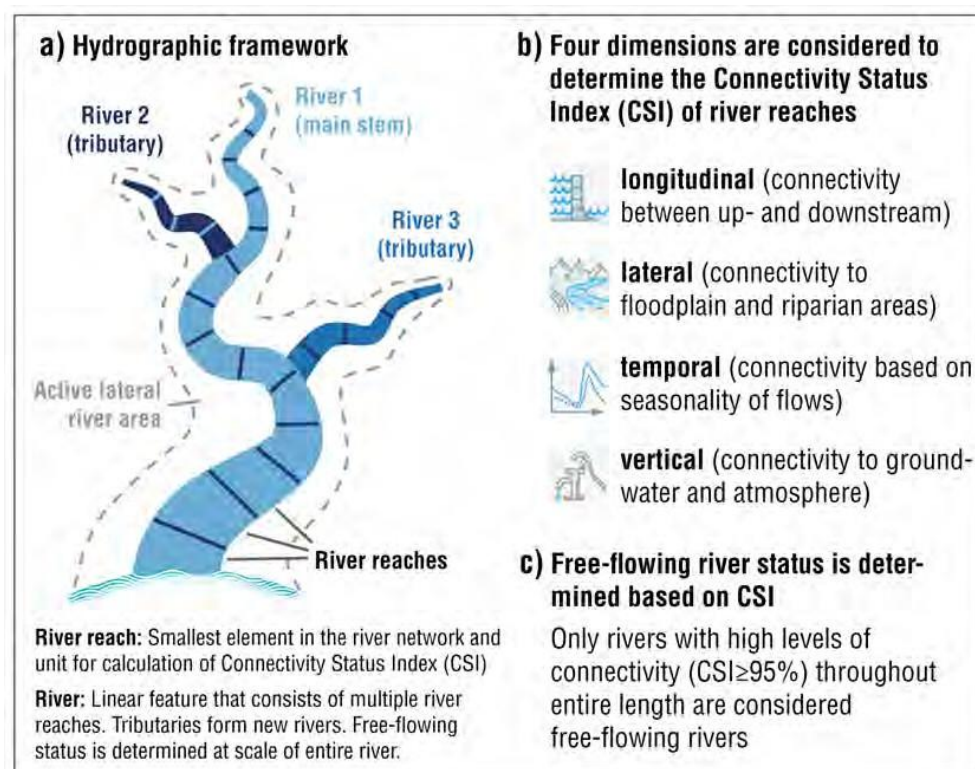 a) Hydrographic framework
River 1
(main stem)
River 2
(tributary)
River 3
(tributary)
Active lateral
river area
River reaches
River reach: Smallest element in the river network and
unit for calculation of Connectivity Status Index (CSI)
River: Linear feature that consists of multiple river
reaches. Tributaries form new rivers. Free-flowing
status is determined at scale of entire river.
b) Four dimensions are considered to
determine the Connectivity Status
Index (CSI) of river reaches
longitudinal (connectivity
between up- and downstream)
lateral (connectivity to
floodplain and riparian areas)
temporal (connectivity based on
seasonality of flows)
vertical (connectivity to ground-
water and atmosphere)
c) Free-flowing river status is deter-
mined based on CSI
Only rivers with high levels of
connectivity (CSI≥95%) throughout
entire length are considered
free-flowing rivers